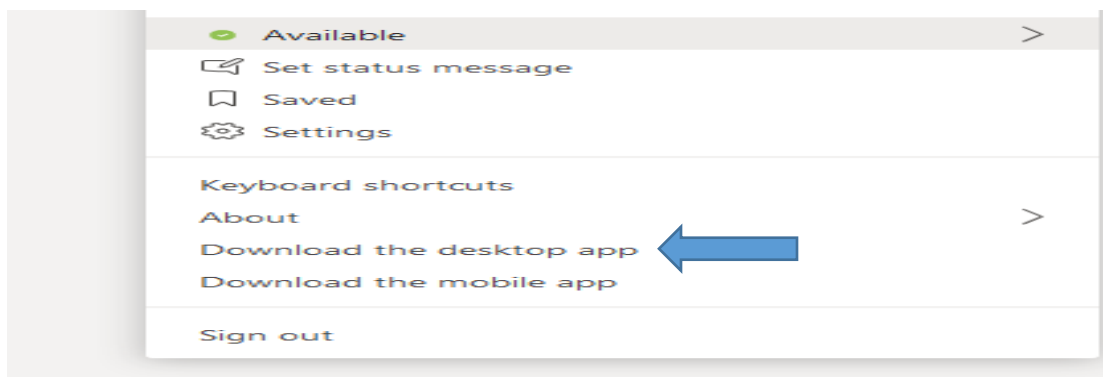 Available
Set status message
Saved
Settings
Keyboard shortcuts
About
Download the desktop app
Download the mobile app
Sign out